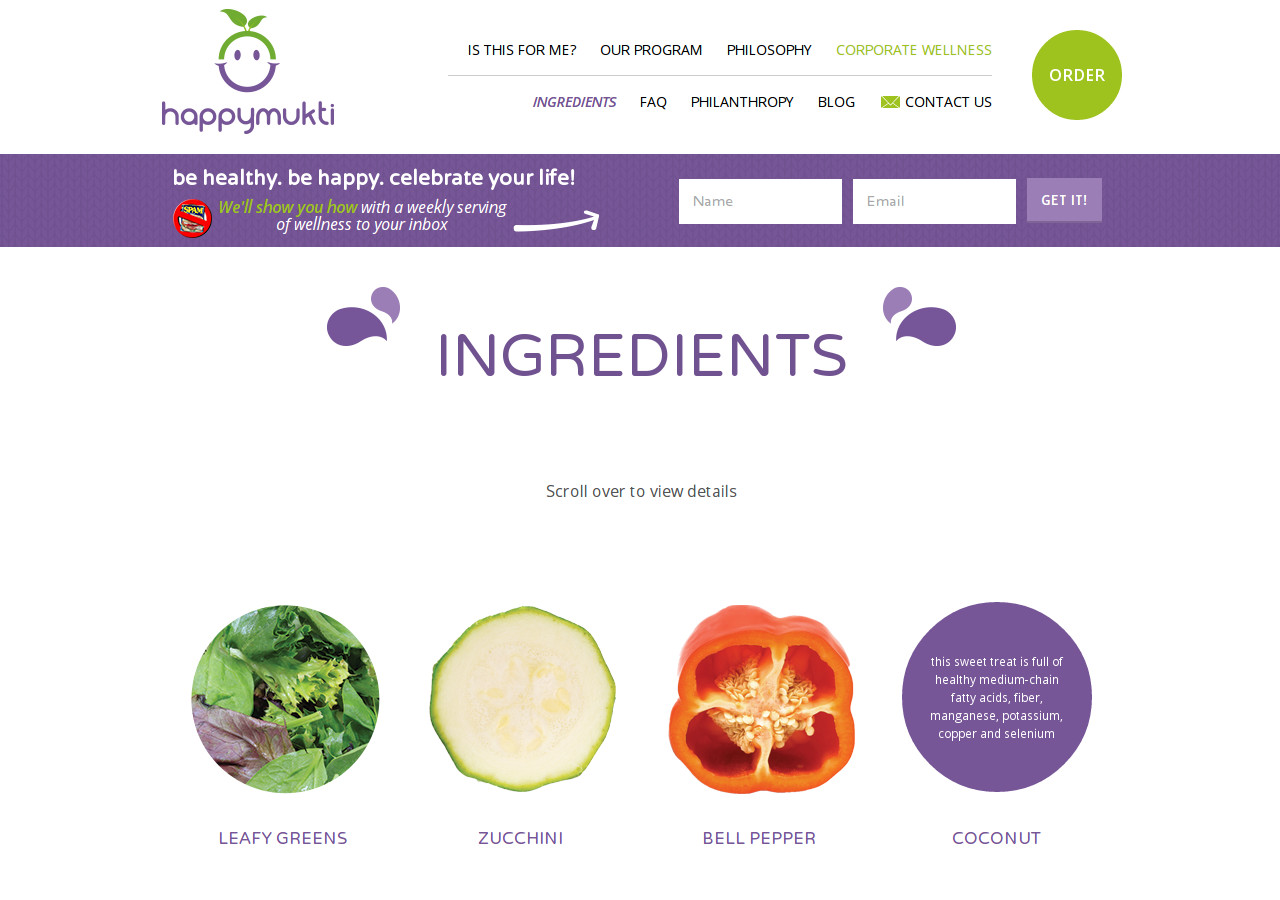 happymukti
IS THIS FOR ME? OUR PROGRAM PHILOSOPHY CORPORATE WELLNESS
INGREDIENTS FAQ PHILANTHROPY BLOG CONTACT US
ORDER
be healthy. be happy. celebrate your life!
SPAM
We'll show you how with a weekly serving
of wellness to your inbox
Name
Email
GET IT!
INGREDIENTS
Scroll over to view details
this sweet treat is full of
healthy medium-chain
fatty acids, fiber,
manganese, potassium,
copper and selenium
LEAFY GREENS
ZUCCHINI
BELL PEPPER
COCONUT